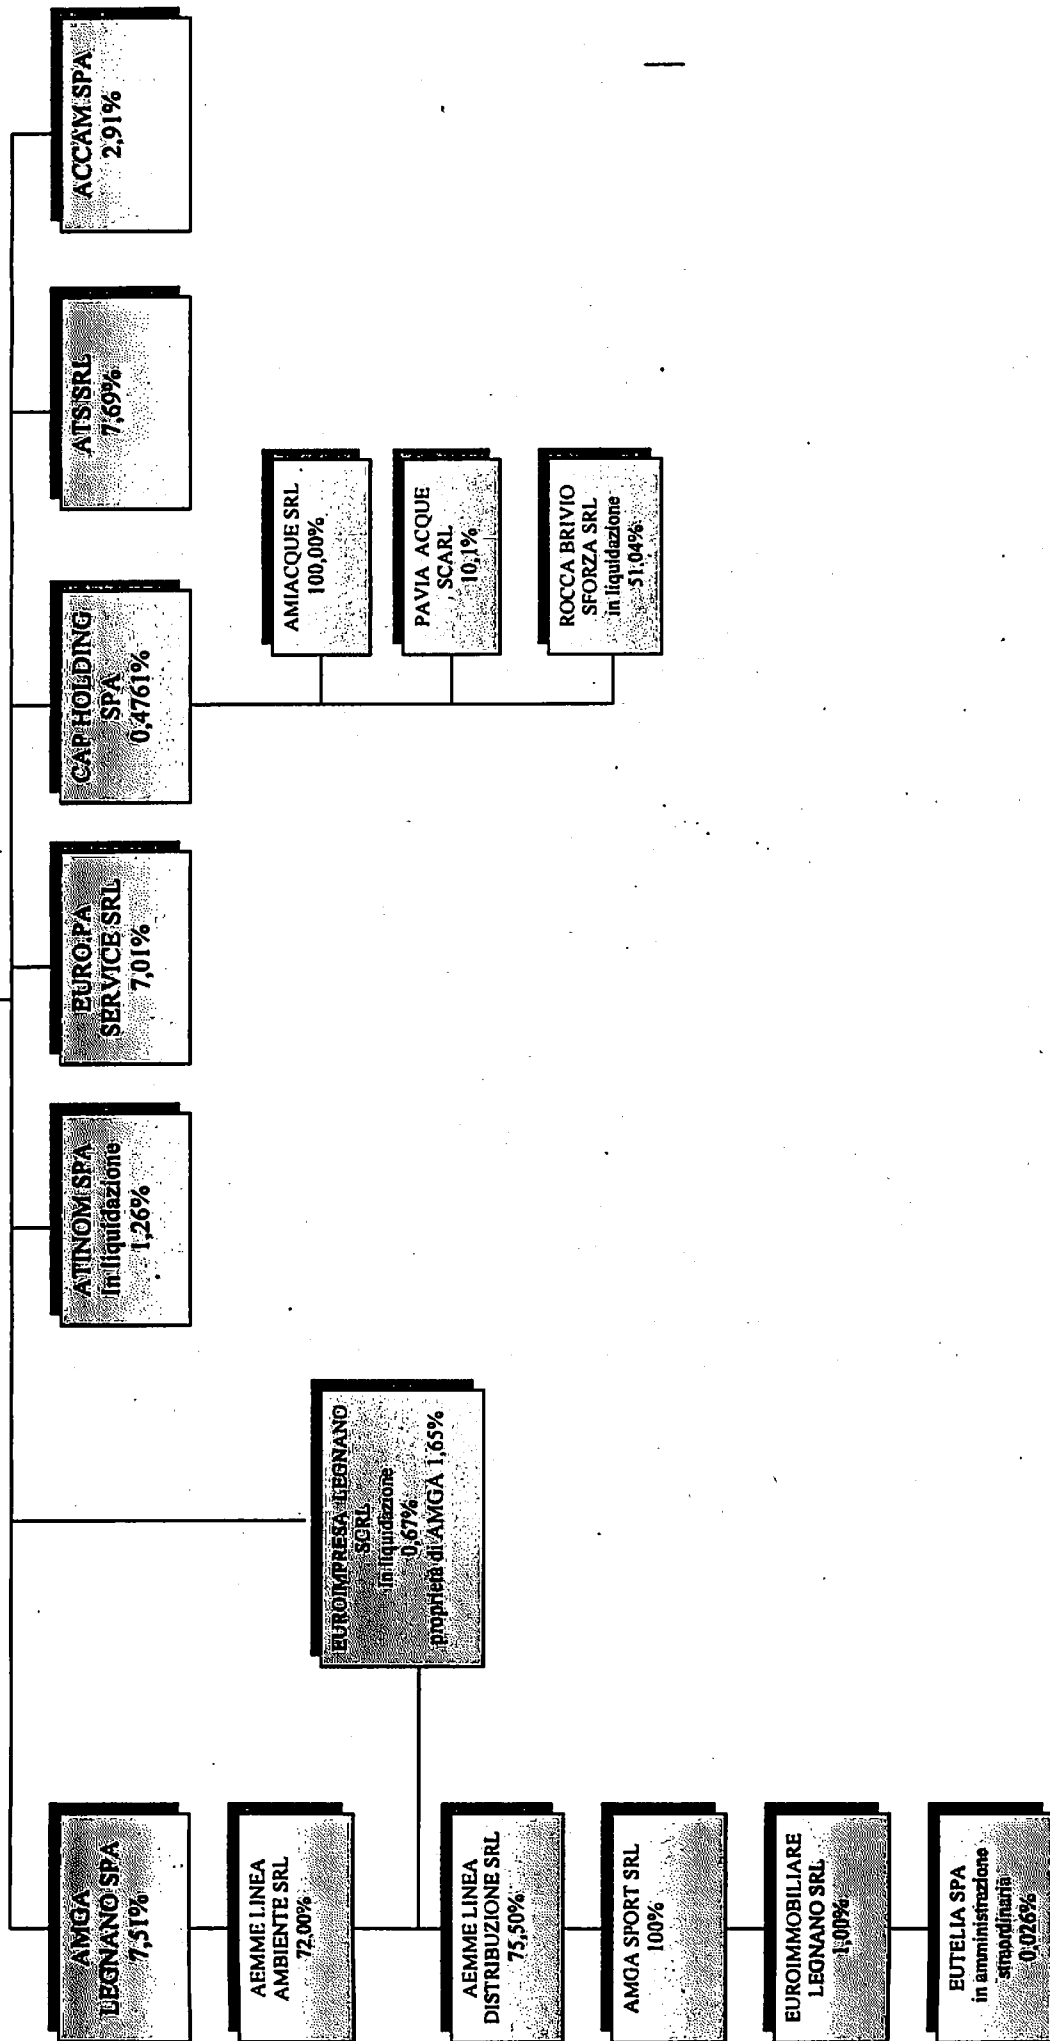 AMGA
LEGNANO SPA
7,51%
ATINOM SPA
In liquidazione
1,26%
EURO.PA
SERVICE SRL
7,01%
CAP HOLDING
SPA
0,4761%
ATS SRL
7,69%
ACCAM SPA
2,91%
AEMME LINEA
AMBIENTE SRL
72,00%
EUROIMPRESA LEGNANO
SCRL
In liquidazione
0,67%
proprietà di AMGA 1,65%
AEMME LINEA
DISTRIBUZIONE SRL
75,50%
AMGA SPORT SRL
100%
EUROIMMOBILIARE
LEGNANO SRL
1,00%
EUTELIA SPA
in amministrazione
straordinaria
0,026%
AMIACQUE SRL
100,00%
PAVIA ACQUE
SCARL
10,1%
ROCCA BRIVIO
SFORZA SRL
in liquidazione
51,04%